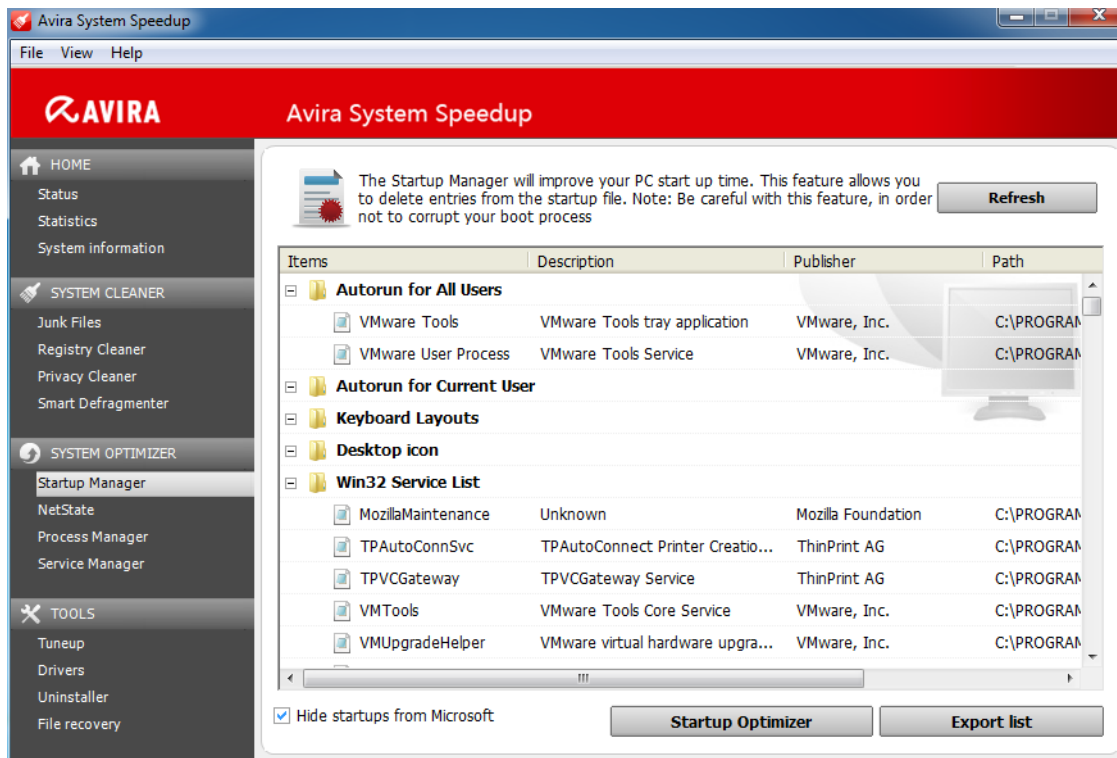 Avira System Speedup
File View Help
AVIRA
Avira System Speedup
HOME
Status
Statistics
System information
SYSTEM CLEANER
Junk Files
Registry Cleaner
Privacy Cleaner
Smart Defragmenter
SYSTEM OPTIMIZER
Startup Manager
NetState
Process Manager
Service Manager
TOOLS
Tuneup
Drivers
Uninstaller
File recovery
The Startup Manager will improve your PC start up time. This feature allows you
to delete entries from the startup file. Note: Be careful with this feature, in order
not to corrupt your boot process
Refresh
Items Description Publisher Path
Autorun for All Users
VMware Tools VMware Tools tray application VMware, Inc. C:\PROGRAM
VMware User Process VMware Tools Service VMware, Inc. C:\PROGRAM
Autorun for Current User
Keyboard Layouts
Desktop icon
Win32 Service List
MozillaMaintenance Unknown Mozilla Foundation C:\PROGRAM
TPAutoConnSvc TPAutoConnect Printer Creatio... ThinPrint AG C:\PROGRAM
TPVCGateway TPVCGateway Service ThinPrint AG C:\PROGRAM
VMTools VMware Tools Core Service VMware, Inc. C:\PROGRAM
VMUpgradeHelper VMware virtual hardware upgra... VMware, Inc. C:\PROGRAM
Hide startups from Microsoft
Startup Optimizer
Export list